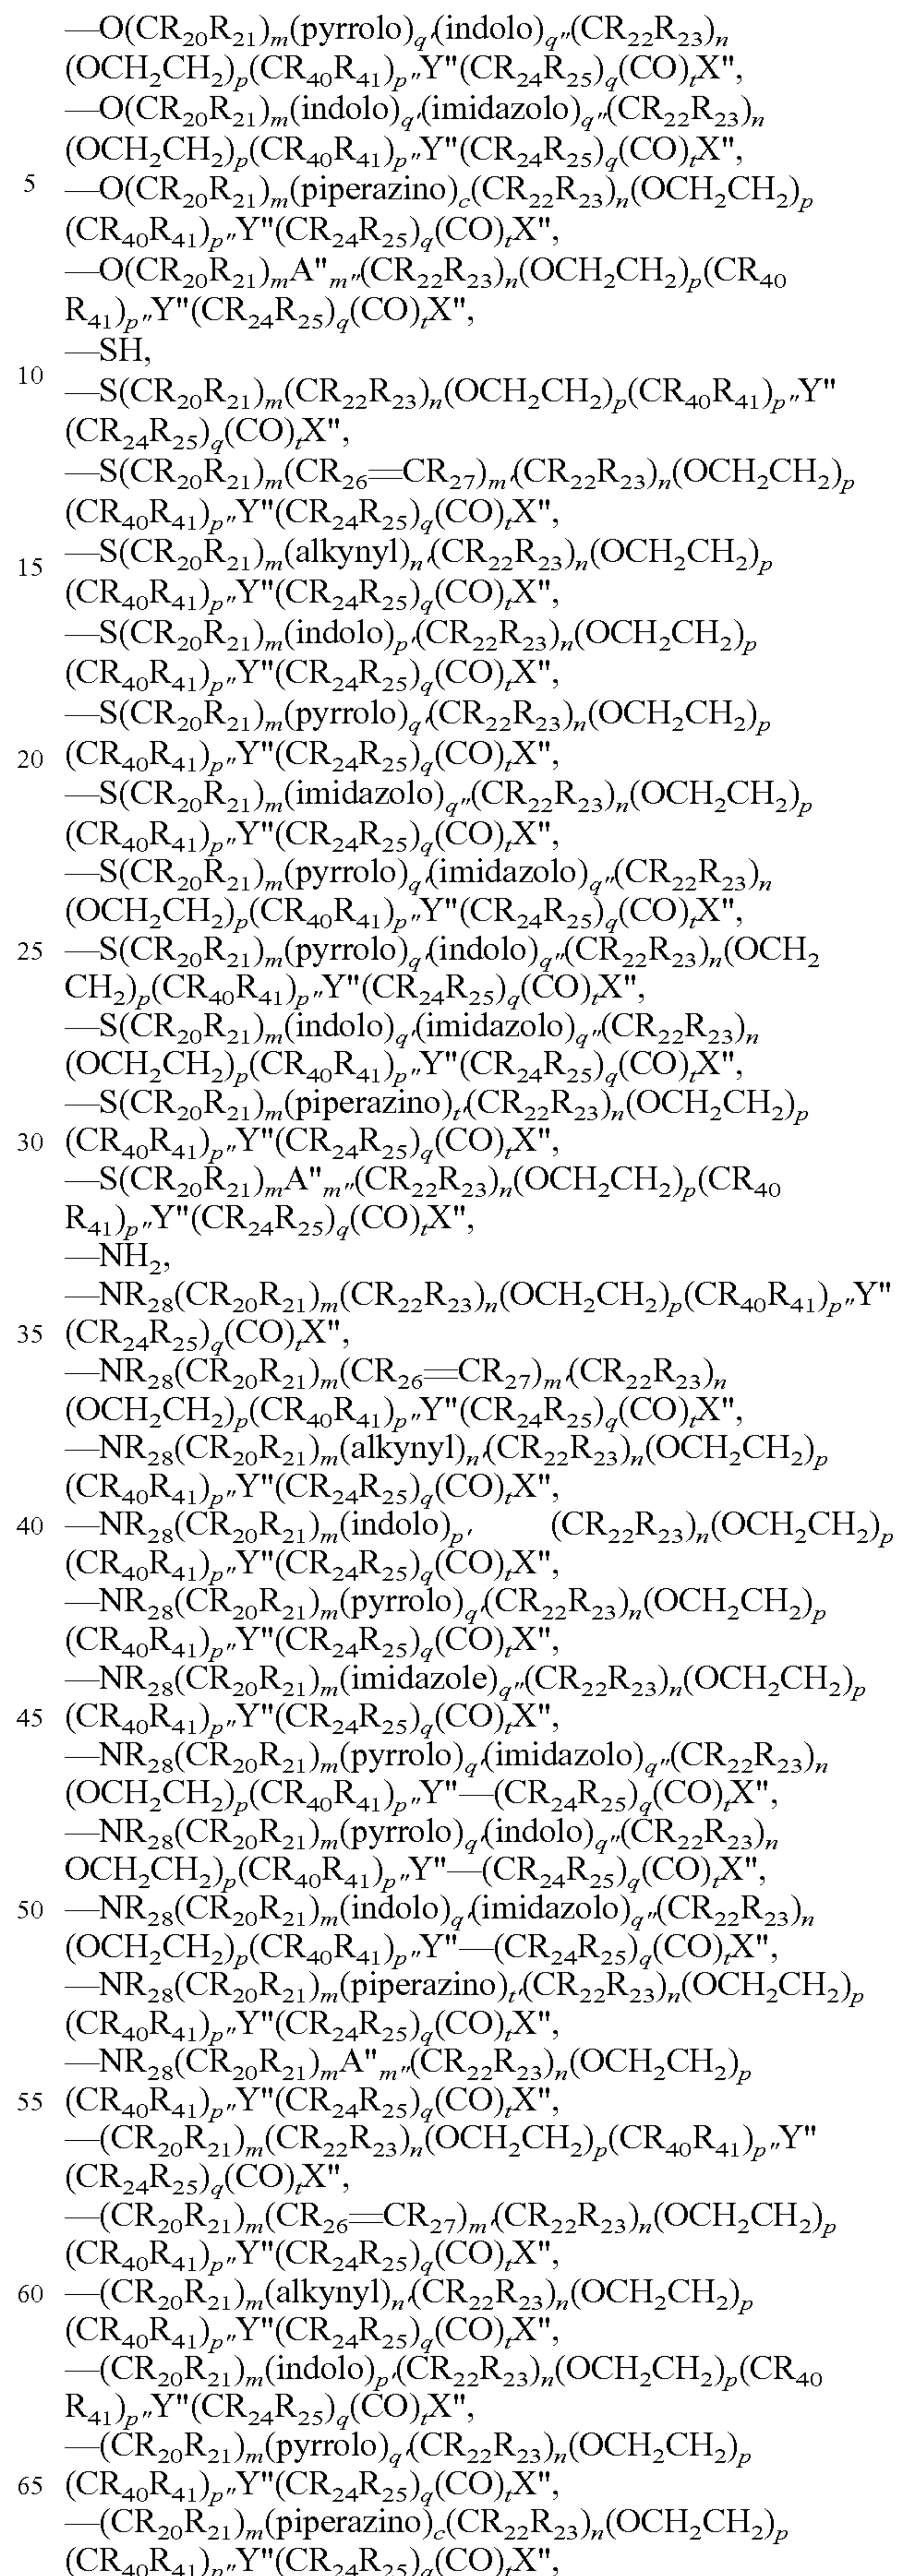 —O(CR₂₀R₂₁)ₘ(pyrrolo)q'(indolo)q"(CR₂₂R₂₃)ₙ
(OCH₂CH₂)ₚ(CR₄₀R₄₁)ₚ"Y"(CR₂₄R₂₅)q(CO)ₜX",
—O(CR₂₀R₂₁)ₘ(indolo)q'(imidazolo)q"(CR₂₂R₂₃)ₙ
(OCH₂CH₂)ₚ(CR₄₀R₄₁)ₚ"Y"(CR₂₄R₂₅)q(CO)ₜX",
5 —O(CR₂₀R₂₁)ₘ(piperazino)c(CR₂₂R₂₃)ₙ(OCH₂CH₂)ₚ
(CR₄₀R₄₁)ₚ"Y"(CR₂₄R₂₅)q(CO)ₜX",
—O(CR₂₀R₂₁)ₘA"ₘ"(CR₂₂R₂₃)ₙ(OCH₂CH₂)ₚ(CR₄₀
R₄₁)ₚ"Y"(CR₂₄R₂₅)q(CO)ₜX",
—SH,
10 —S(CR₂₀R₂₁)ₘ(CR₂₂R₂₃)ₙ(OCH₂CH₂)ₚ(CR₄₀R₄₁)ₚ"Y"
(CR₂₄R₂₅)q(CO)ₜX",
—S(CR₂₀R₂₁)ₘ(CR₂₆=CR₂₇)ₘ'(CR₂₂R₂₃)ₙ(OCH₂CH₂)ₚ
(CR₄₀R₄₁)ₚ"Y"(CR₂₄R₂₅)q(CO)ₜX",
15 —S(CR₂₀R₂₁)ₘ(alkynyl)ₙ'(CR₂₂R₂₃)ₙ(OCH₂CH₂)ₚ
(CR₄₀R₄₁)ₚ"Y"(CR₂₄R₂₅)q(CO)ₜX",
—S(CR₂₀R₂₁)ₘ(indolo)ₚ'(CR₂₂R₂₃)ₙ(OCH₂CH₂)ₚ
(CR₄₀R₄₁)ₚ"Y"(CR₂₄R₂₅)q(CO)ₜX",
—S(CR₂₀R₂₁)ₘ(pyrrolo)q'(CR₂₂R₂₃)ₙ(OCH₂CH₂)ₚ
20 (CR₄₀R₄₁)ₚ"Y"(CR₂₄R₂₅)q(CO)ₜX",
—S(CR₂₀R₂₁)ₘ(imidazolo)q"(CR₂₂R₂₃)ₙ(OCH₂CH₂)ₚ
(CR₄₀R₄₁)ₚ"Y"(CR₂₄R₂₅)q(CO)ₜX",
—S(CR₂₀R₂₁)ₘ(pyrrolo)q'(imidazolo)q"(CR₂₂R₂₃)ₙ
(OCH₂CH₂)ₚ(CR₄₀R₄₁)ₚ"Y"(CR₂₄R₂₅)q(CO)ₜX",
25 —S(CR₂₀R₂₁)ₘ(pyrrolo)q'(indolo)q"(CR₂₂R₂₃)ₙ(OCH₂
CH₂)ₚ(CR₄₀R₄₁)ₚ"Y"(CR₂₄R₂₅)q(CO)ₜX",
—S(CR₂₀R₂₁)ₘ(indolo)q'(imidazolo)q"(CR₂₂R₂₃)ₙ
(OCH₂CH₂)ₚ(CR₄₀R₄₁)ₚ"Y"(CR₂₄R₂₅)q(CO)ₜX",
—S(CR₂₀R₂₁)ₘ(piperazino)ₜ'(CR₂₂R₂₃)ₙ(OCH₂CH₂)ₚ
30 (CR₄₀R₄₁)ₚ"Y"(CR₂₄R₂₅)q(CO)ₜX",
—S(CR₂₀R₂₁)ₘA"ₘ"(CR₂₂R₂₃)ₙ(OCH₂CH₂)ₚ(CR₄₀
R₄₁)ₚ"Y"(CR₂₄R₂₅)q(CO)ₜX",
—NH₂,
—NR₂₈(CR₂₀R₂₁)ₘ(CR₂₂R₂₃)ₙ(OCH₂CH₂)ₚ(CR₄₀R₄₁)ₚ"Y"
35 (CR₂₄R₂₅)q(CO)ₜX",
—NR₂₈(CR₂₀R₂₁)ₘ(CR₂₆=CR₂₇)ₘ'(CR₂₂R₂₃)ₙ
(OCH₂CH₂)ₚ(CR₄₀R₄₁)ₚ"Y"(CR₂₄R₂₅)q(CO)ₜX",
—NR₂₈(CR₂₀R₂₁)ₘ(alkynyl)ₙ'(CR₂₂R₂₃)ₙ(OCH₂CH₂)ₚ
(CR₄₀R₄₁)ₚ"Y"(CR₂₄R₂₅)q(CO)ₜX",
40 —NR₂₈(CR₂₀R₂₁)ₘ(indolo)ₚ' (CR₂₂R₂₃)ₙ(OCH₂CH₂)ₚ
(CR₄₀R₄₁)ₚ"Y"(CR₂₄R₂₅)q(CO)ₜX",
—NR₂₈(CR₂₀R₂₁)ₘ(pyrrolo)q'(CR₂₂R₂₃)ₙ(OCH₂CH₂)ₚ
(CR₄₀R₄₁)ₚ"Y"(CR₂₄R₂₅)q(CO)ₜX",
—NR₂₈(CR₂₀R₂₁)ₘ(imidazole)q"(CR₂₂R₂₃)ₙ(OCH₂CH₂)ₚ
45 (CR₄₀R₄₁)ₚ"Y"(CR₂₄R₂₅)q(CO)ₜX",
—NR₂₈(CR₂₀R₂₁)ₘ(pyrrolo)q'(imidazolo)q"(CR₂₂R₂₃)ₙ
(OCH₂CH₂)ₚ(CR₄₀R₄₁)ₚ"Y"—(CR₂₄R₂₅)q(CO)ₜX",
—NR₂₈(CR₂₀R₂₁)ₘ(pyrrolo)q'(indolo)q"(CR₂₂R₂₃)ₙ
OCH₂CH₂)ₚ(CR₄₀R₄₁)ₚ"Y"—(CR₂₄R₂₅)q(CO)ₜX",
50 —NR₂₈(CR₂₀R₂₁)ₘ(indolo)q'(imidazolo)q"(CR₂₂R₂₃)ₙ
(OCH₂CH₂)ₚ(CR₄₀R₄₁)ₚ"Y"—(CR₂₄R₂₅)q(CO)ₜX",
—NR₂₈(CR₂₀R₂₁)ₘ(piperazino)ₜ'(CR₂₂R₂₃)ₙ(OCH₂CH₂)ₚ
(CR₄₀R₄₁)ₚ"Y"(CR₂₄R₂₅)q(CO)ₜX",
—NR₂₈(CR₂₀R₂₁)ₘA"ₘ"(CR₂₂R₂₃)ₙ(OCH₂CH₂)ₚ
55 (CR₄₀R₄₁)ₚ"Y"(CR₂₄R₂₅)q(CO)ₜX",
—(CR₂₀R₂₁)ₘ(CR₂₂R₂₃)ₙ(OCH₂CH₂)ₚ(CR₄₀R₄₁)ₚ"Y"
(CR₂₄R₂₅)q(CO)ₜX",
—(CR₂₀R₂₁)ₘ(CR₂₆=CR₂₇)ₘ'(CR₂₂R₂₃)ₙ(OCH₂CH₂)ₚ
(CR₄₀R₄₁)ₚ"Y"(CR₂₄R₂₅)q(CO)ₜX",
60 —(CR₂₀R₂₁)ₘ(alkynyl)ₙ'(CR₂₂R₂₃)ₙ(OCH₂CH₂)ₚ
(CR₄₀R₄₁)ₚ"Y"(CR₂₄R₂₅)q(CO)ₜX",
—(CR₂₀R₂₁)ₘ(indolo)ₚ'(CR₂₂R₂₃)ₙ(OCH₂CH₂)ₚ(CR₄₀
R₄₁)ₚ"Y"(CR₂₄R₂₅)q(CO)ₜX",
—(CR₂₀R₂₁)ₘ(pyrrolo)q'(CR₂₂R₂₃)ₙ(OCH₂CH₂)ₚ
65 (CR₄₀R₄₁)ₚ"Y"(CR₂₄R₂₅)q(CO)ₜX",
—(CR₂₀R₂₁)ₘ(piperazino)c(CR₂₂R₂₃)ₙ(OCH₂CH₂)ₚ
(CR₄₀R₄₁)ₚ"Y"(CR₂₄R₂₅)q(CO)ₜX",